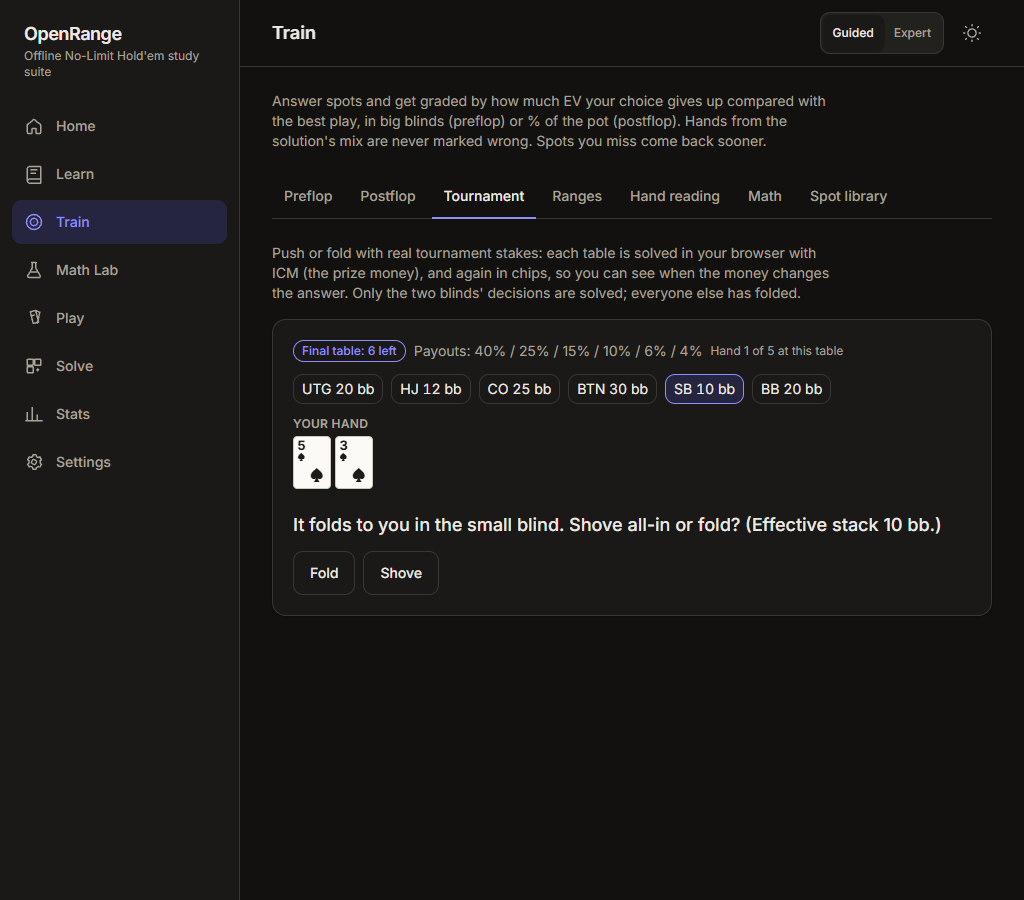 OpenRange
Offline No-Limit Hold'em study
suite
Home
Learn
Train
Math Lab
Play
Solve
Stats
Settings
Train
Guided Expert
Answer spots and get graded by how much EV your choice gives up compared with
the best play, in big blinds (preflop) or % of the pot (postflop). Hands from the
solution's mix are never marked wrong. Spots you miss come back sooner.
Preflop Postflop Tournament Ranges Hand reading Math Spot library
Push or fold with real tournament stakes: each table is solved in your browser with
ICM (the prize money), and again in chips, so you can see when the money changes
the answer. Only the two blinds' decisions are solved; everyone else has folded.
Final table: 6 left Payouts: 40% / 25% / 15% / 10% / 6% / 4% Hand 1 of 5 at this table
UTG 20 bb HJ 12 bb CO 25 bb BTN 30 bb SB 10 bb BB 20 bb
YOUR HAND
5♠ ♠ 3♠ ♠
It folds to you in the small blind. Shove all-in or fold? (Effective stack 10 bb.)
Fold Shove